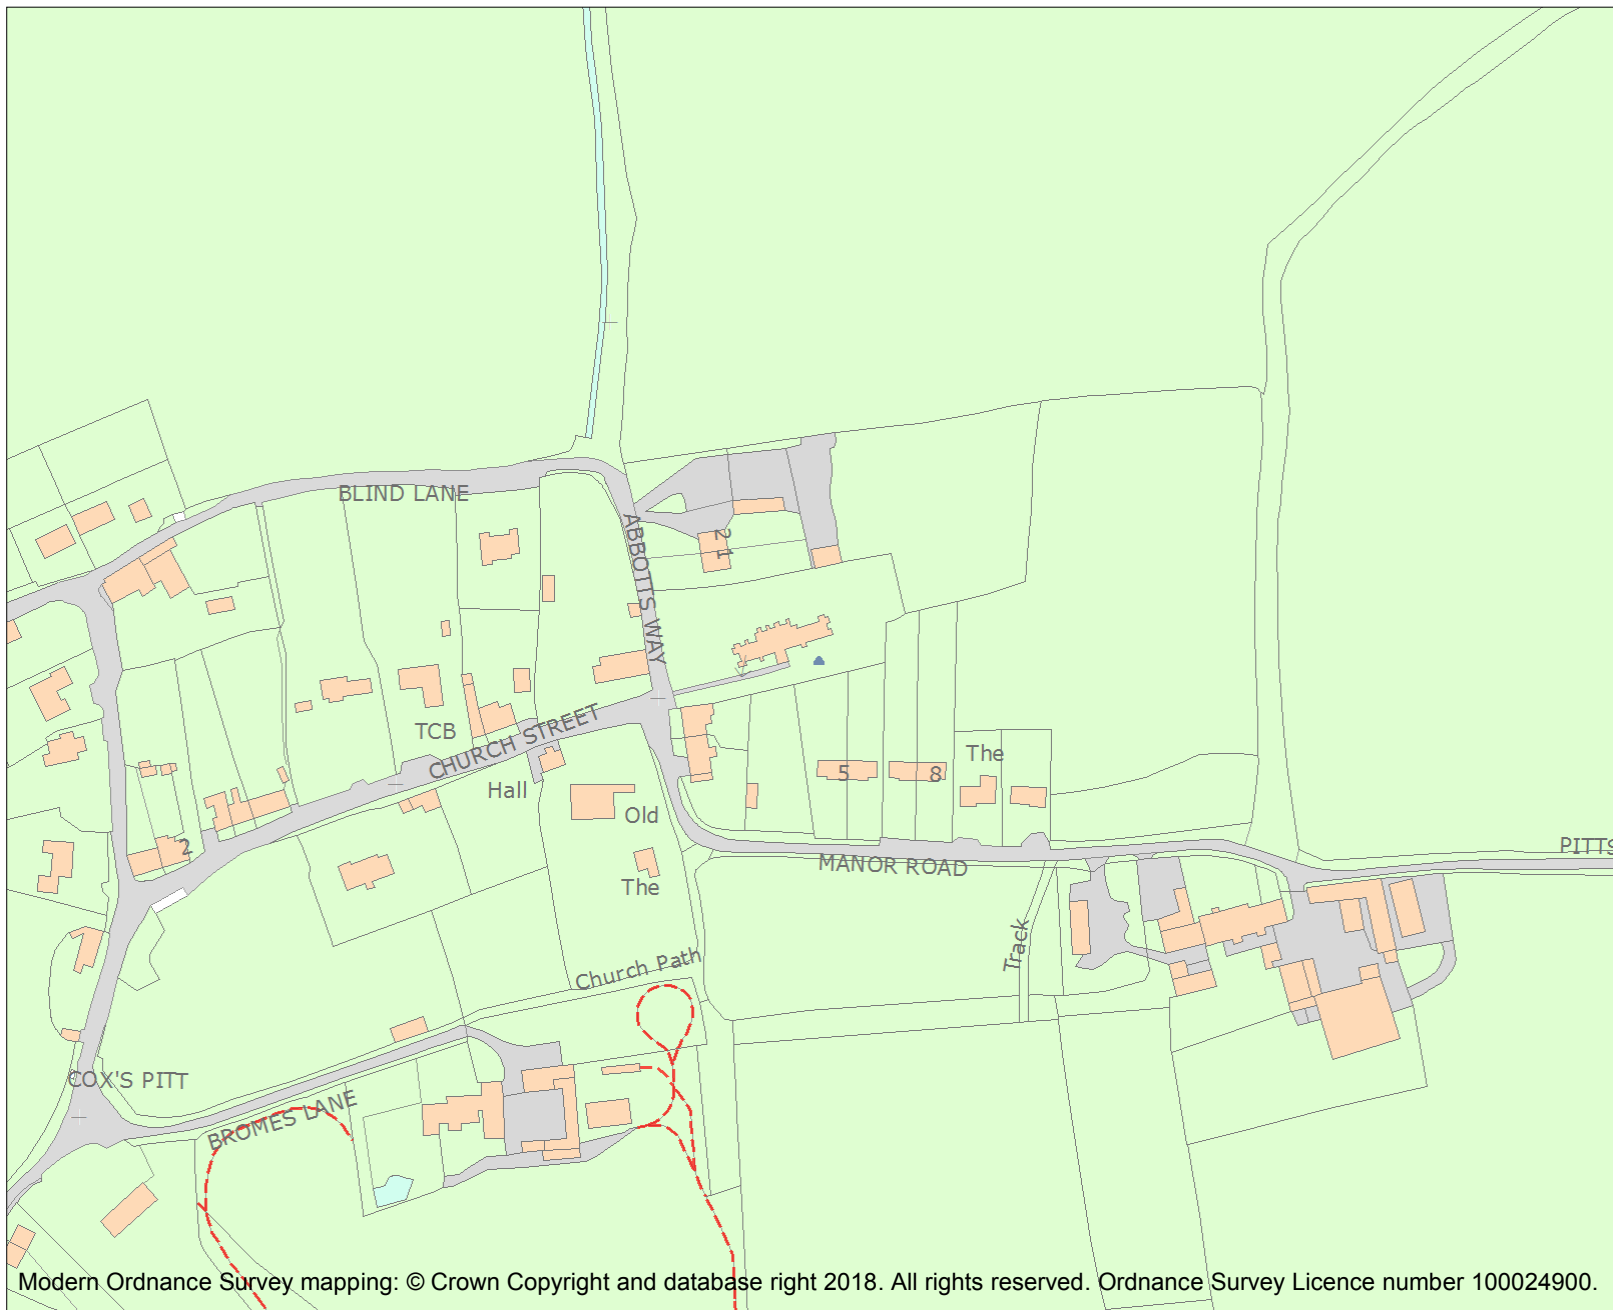 BLIND LANE
ABBOTTS WAY
21
TCB
CHURCH STREET
Hall
The
5
8
Old
2
The
MANOR ROAD
PITTS
Track
Church Path
COX'S PITT
BROMES LANE
Modern Ordnance Survey mapping: © Crown Copyright and database right 2018. All rights reserved. Ordnance Survey Licence number 100024900.